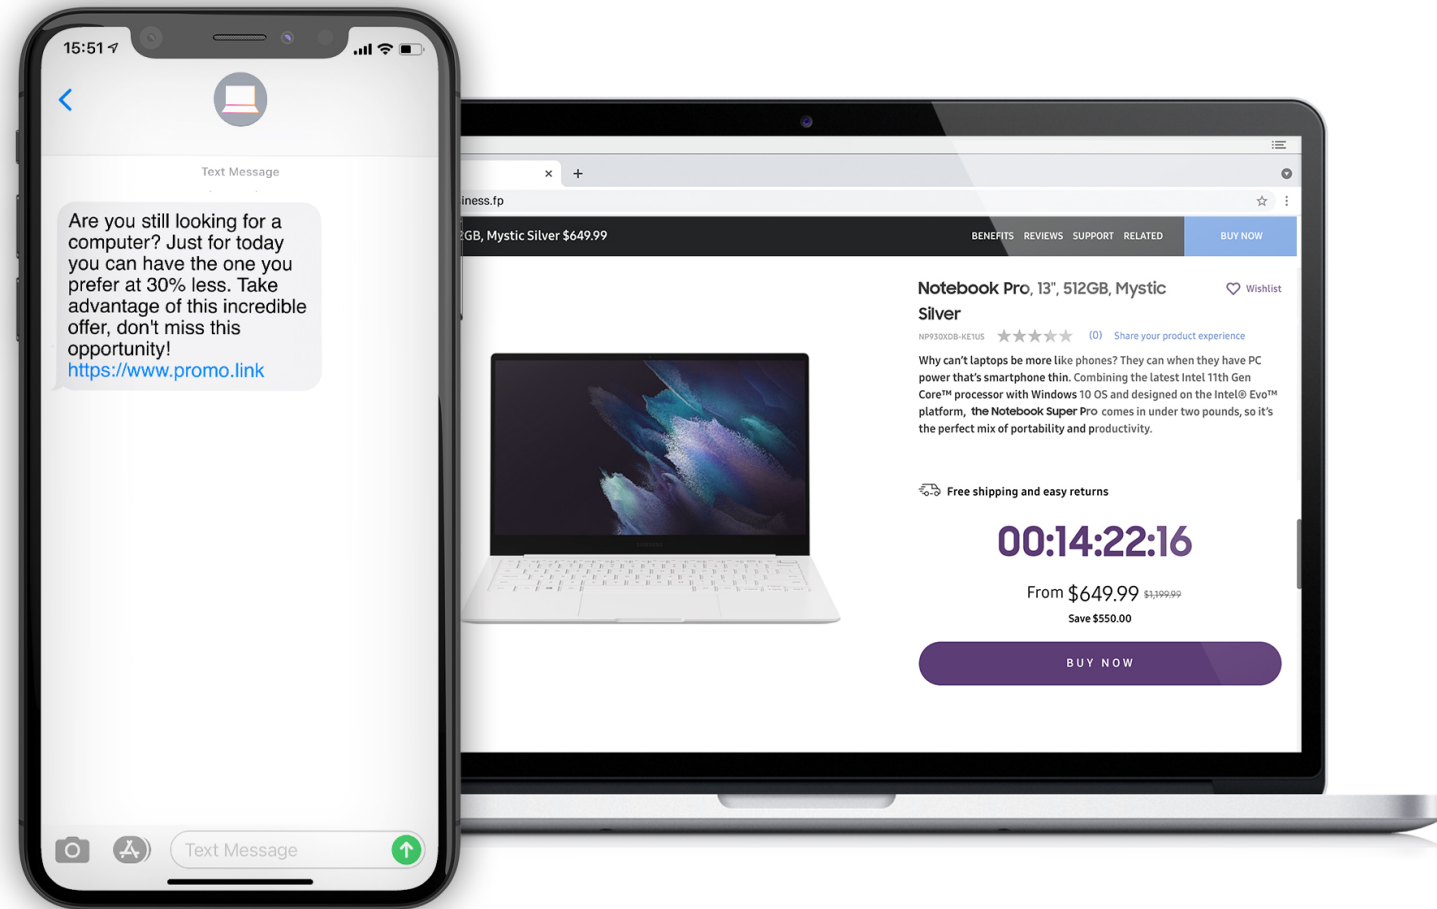 15:51
Text Message
Are you still looking for a
computer? Just for today
you can have the one you
prefer at 30% less. Take
advantage of this incredible
offer, don't miss this
opportunity!
https://www.promo.link
Text Message
iness.fp
2GB, Mystic Silver $649.99
BENEFITS REVIEWS SUPPORT RELATED BUY NOW
Notebook Pro, 13", 512GB, Mystic
Silver
Wishlist
NP930XDB-KE1US (0) Share your product experience
Why can't laptops be more like phones? They can when they have PC
power that's smartphone thin. Combining the latest Intel 11th Gen
Core™ processor with Windows 10 OS and designed on the Intel® Evo™
platform, the Notebook Super Pro comes in under two pounds, so it's
the perfect mix of portability and productivity.
Free shipping and easy returns
00:14:22:16
From $649.99 $1,199.99
Save $550.00
BUY NOW